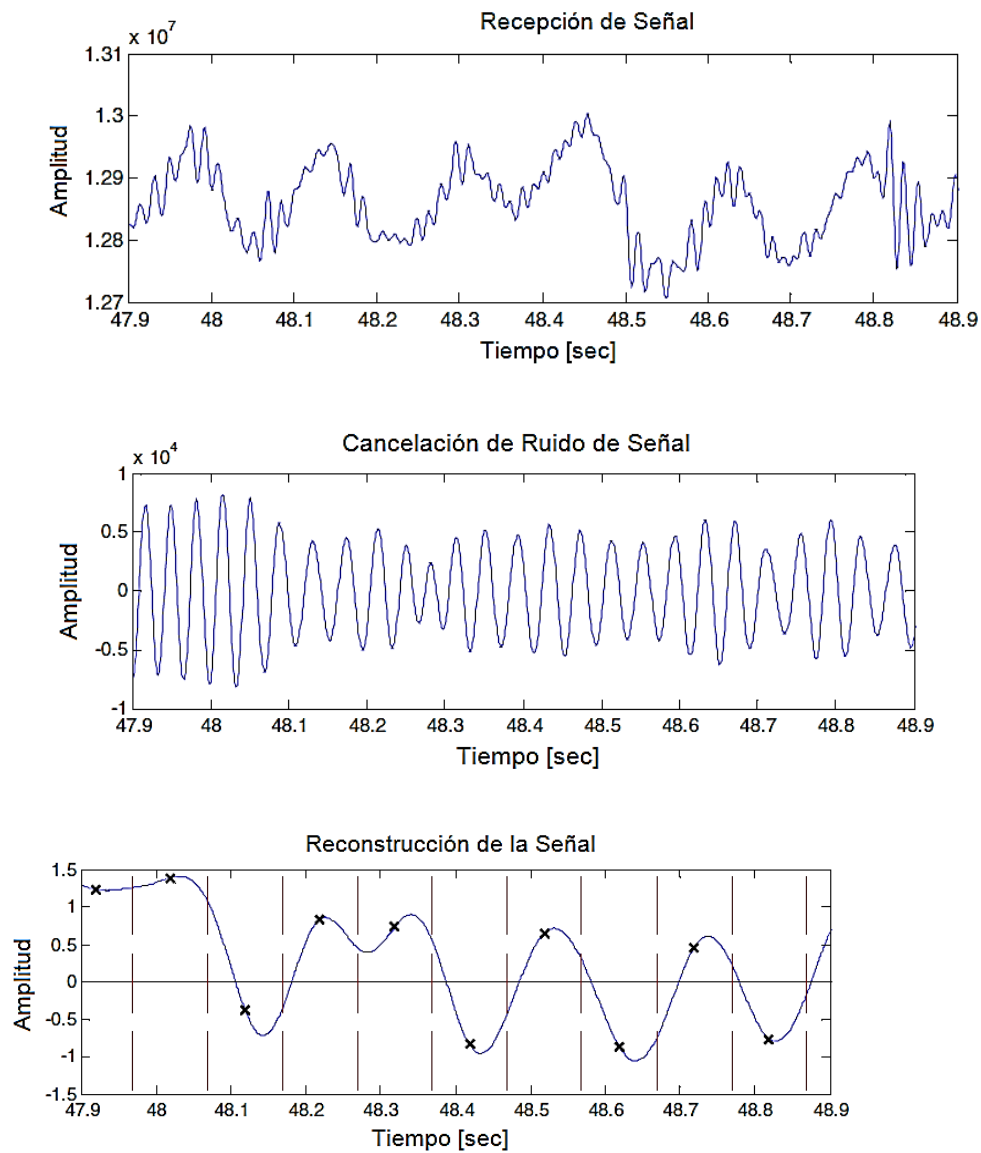 Recepción de Señal
x 10^7
1.31
1.3
1.29
1.28
1.27
Amplitud
47.9 48 48.1 48.2 48.3 48.4 48.5 48.6 48.7 48.8 48.9
Tiempo [sec]
Cancelación de Ruido de Señal
x 10^4
1
0.5
0
-0.5
-1
Amplitud
47.9 48 48.1 48.2 48.3 48.4 48.5 48.6 48.7 48.8 48.9
Tiempo [sec]
Reconstrucción de la Señal
1.5
1
0.5
0
-0.5
-1
-1.5
Amplitud
47.9 48 48.1 48.2 48.3 48.4 48.5 48.6 48.7 48.8 48.9
Tiempo [sec]